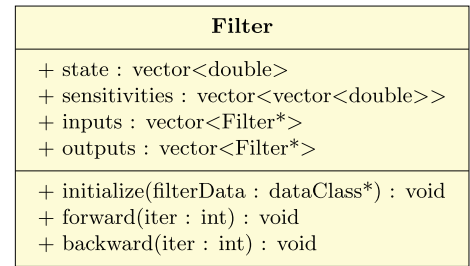 Filter
+ state : vector<double>
+ sensitivities : vector<vector<double>>
+ inputs : vector<Filter*>
+ outputs : vector<Filter*>
+ initialize(filterData : dataClass*) : void
+ forward(iter : int) : void
+ backward(iter : int) : void